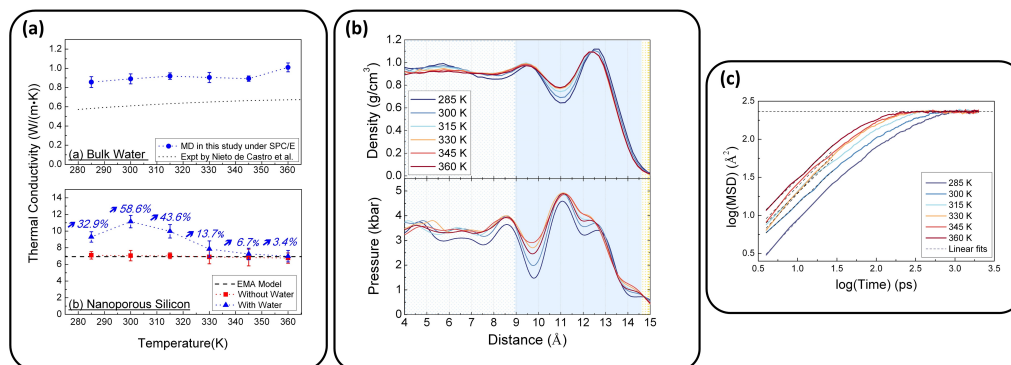 (a)
Thermal Conductivity (W/(m·K))
1.4
1.2
1.0
0.8
0.6
0.4
0.2
0.0
MD in this study under SPC/E
Expt by Nieto de Castro et al.
(a) Bulk Water
280 290 300 310 320 330 340 350 360
16
14
12
10
8
6
4
2
0
32.9%
58.6%
43.6%
13.7%
6.7%
3.4%
EMA Model
Without Water
With Water
(b) Nanoporous Silicon
280 290 300 310 320 330 340 350 360
Temperature(K)
(b)
Density (g/cm³)
1.2
1.0
0.8
0.6
0.4
0.2
0.0
285 K
300 K
315 K
330 K
345 K
360 K
Pressure (kbar)
5
4
3
2
1
0
4 5 6 7 8 9 10 11 12 13 14 15
Distance (Å)
(c)
log(MSD) (Å²)
2.5
2.0
1.5
1.0
0.5
285 K
300 K
315 K
330 K
345 K
360 K
Linear fits
0.5 1.0 1.5 2.0 2.5 3.0 3.5
log(Time) (ps)